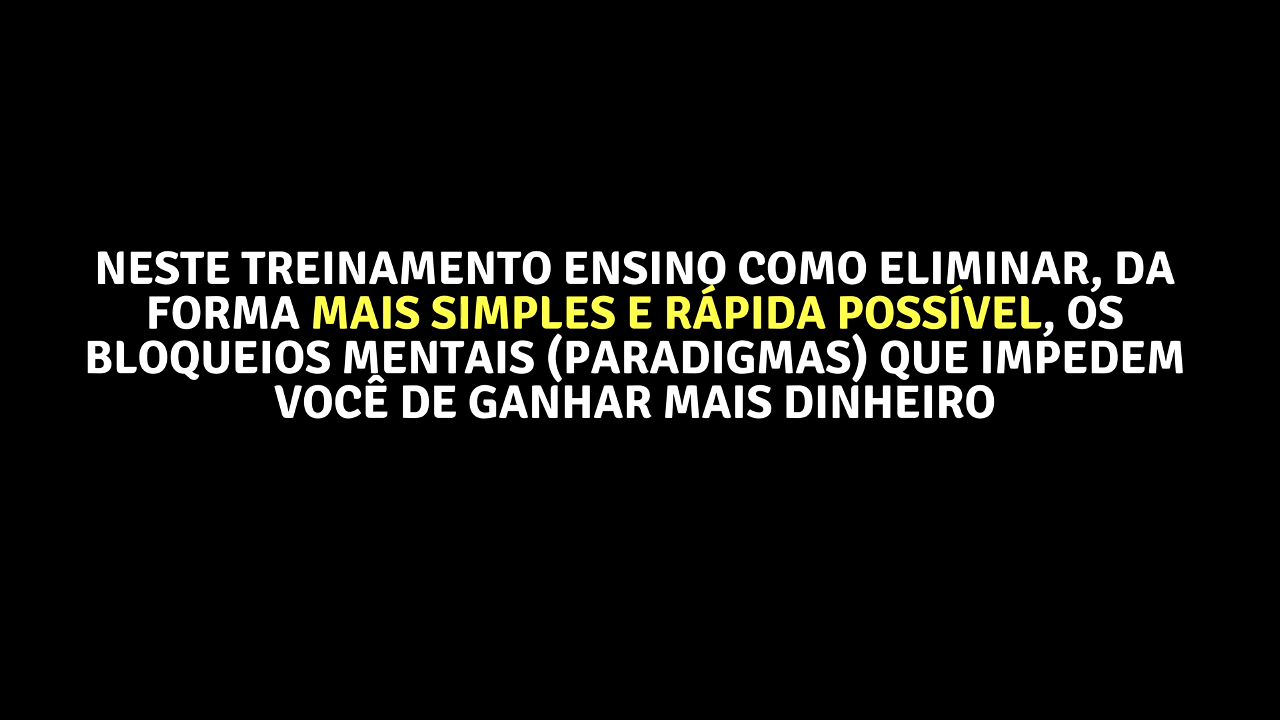 NESTE TREINAMENTO ENSINO COMO ELIMINAR, DA
FORMA MAIS SIMPLES E RÁPIDA POSSÍVEL, OS
BLOQUEIOS MENTAIS (PARADIGMAS) QUE IMPEDEM
VOCÊ DE GANHAR MAIS DINHEIRO